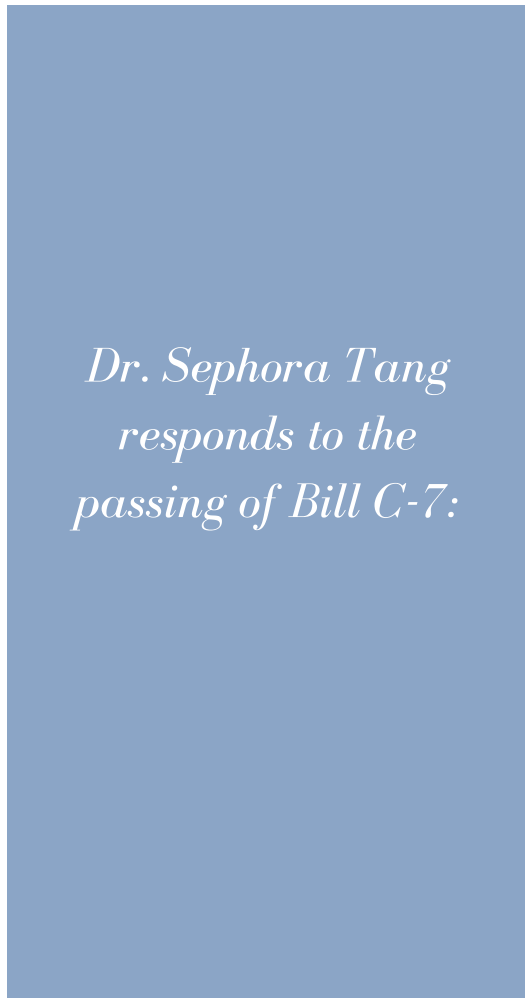 Dr. Sephora Tang
responds to the
passing of Bill C-7: